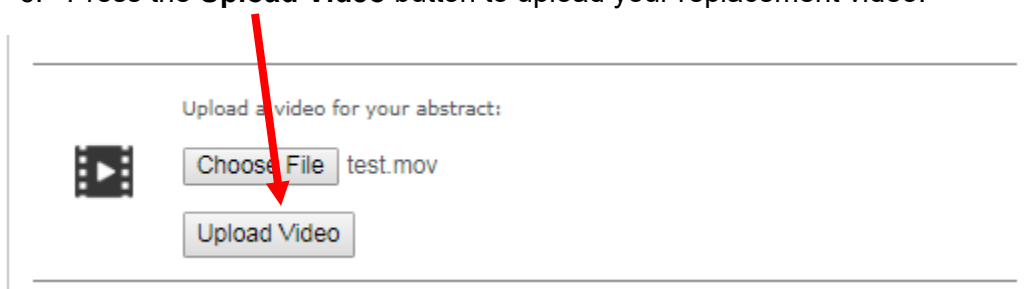 Press the Upload Video button to upload your replacement video.
Upload a video for your abstract:
Choose File test.mov
Upload Video